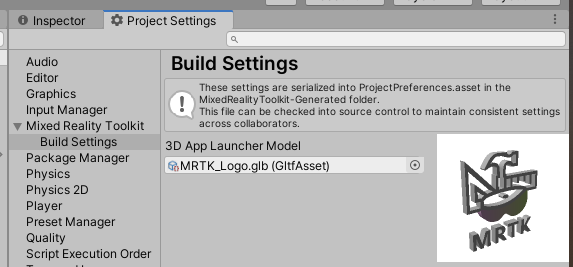 Inspector
Project Settings
Audio
Editor
Graphics
Input Manager
Mixed Reality Toolkit
Build Settings
Package Manager
Physics
Physics 2D
Player
Preset Manager
Quality
Script Execution Order
Build Settings
These settings are serialized into ProjectPreferences.asset in the
MixedRealityToolkit-Generated folder.
This file can be checked into source control to maintain consistent settings
across collaborators.
3D App Launcher Model
MRTK_Logo.glb (GltfAsset)
MRTK